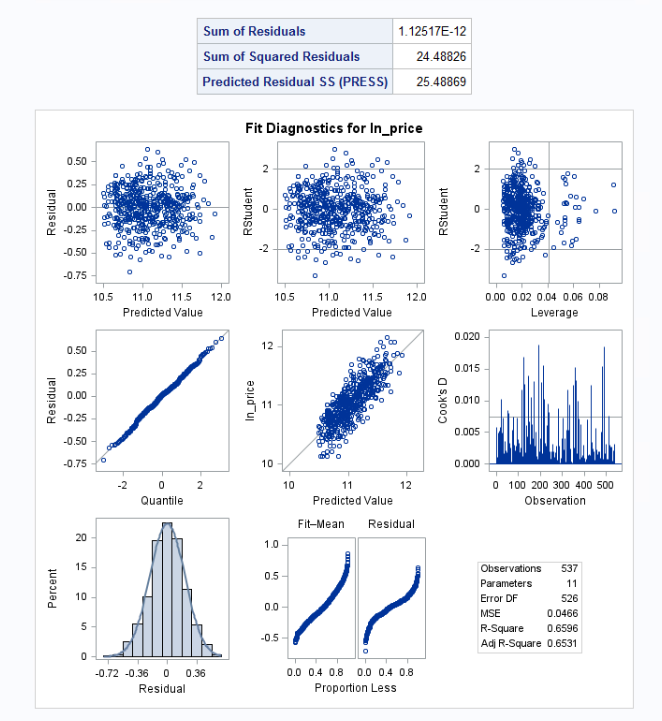 Sum of Residuals 1.12517E-12
Sum of Squared Residuals 24.48826
Predicted Residual SS (PRESS) 25.48869
Fit Diagnostics for ln_price
Residual
0.50
0.25
0.00
-0.25
-0.50
-0.75
10.5 11.0 11.5 12.0
Predicted Value
RStudent
2
0
-2
10.5 11.0 11.5 12.0
Predicted Value
RStudent
2
0
-2
0.00 0.02 0.04 0.06 0.08
Leverage
Residual
0.50
0.25
0.00
-0.25
-0.50
-0.75
-2 0 2
Quantile
ln_price
12
11
10
10 11 12
Predicted Value
Cook's D
0.020
0.015
0.010
0.005
0.000
0 100 200 300 400 500
Observation
Percent
20
15
10
5
0
-0.72 -0.36 0 0.36
Residual
Fit–Mean Residual
1.0
0.5
0.0
-0.5
0.0 0.4 0.8 0.0 0.4 0.8
Proportion Less
Observations 537
Parameters 11
Error DF 526
MSE 0.0466
R-Square 0.6596
Adj R-Square 0.6531